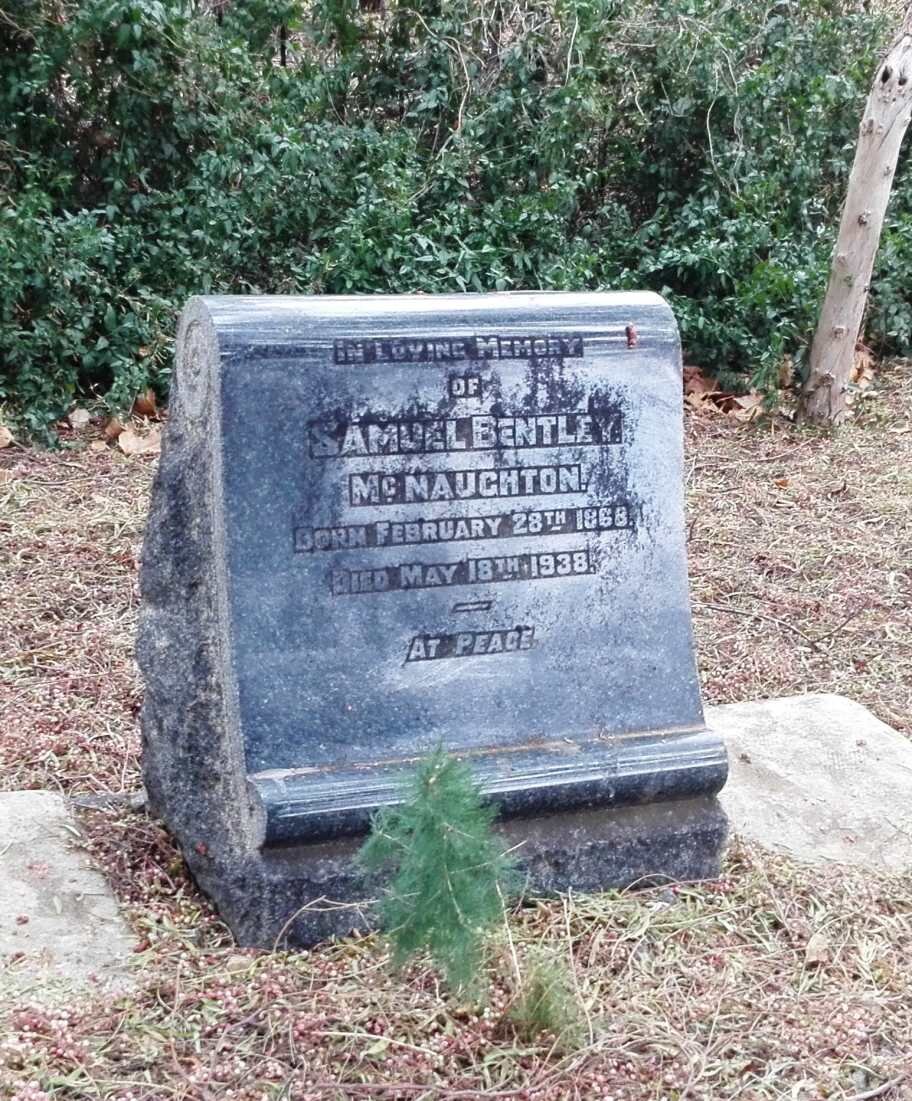 IN LOVING MEMORY
OF
SAMUEL BENTLEY
McNAUGHTON.
BORN FEBRUARY 28TH 1868.
DIED MAY 18TH 1938.
AT PEACE.